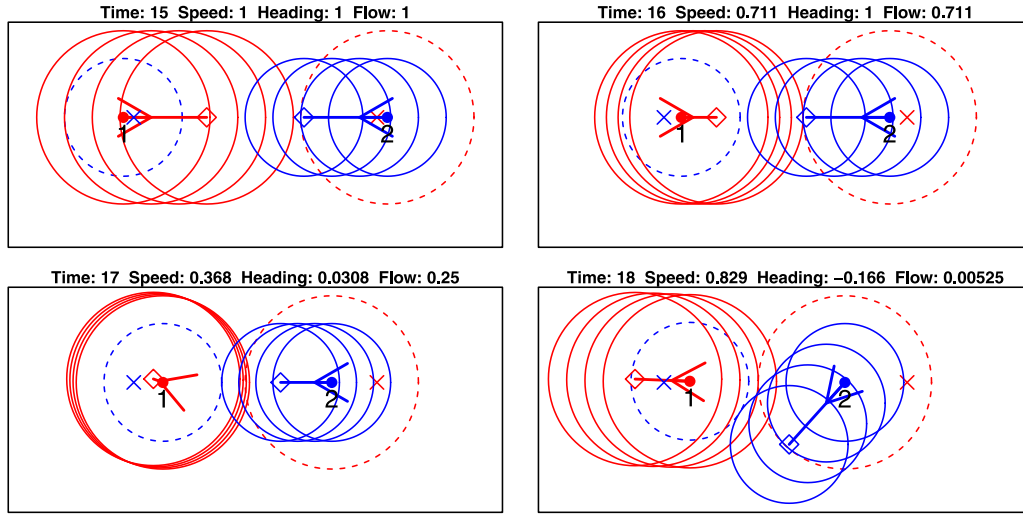 Time: 15 Speed: 1 Heading: 1 Flow: 1
1
2
Time: 16 Speed: 0.711 Heading: 1 Flow: 0.711
1
2
Time: 17 Speed: 0.368 Heading: 0.0308 Flow: 0.25
1
2
Time: 18 Speed: 0.829 Heading: −0.166 Flow: 0.00525
1
2